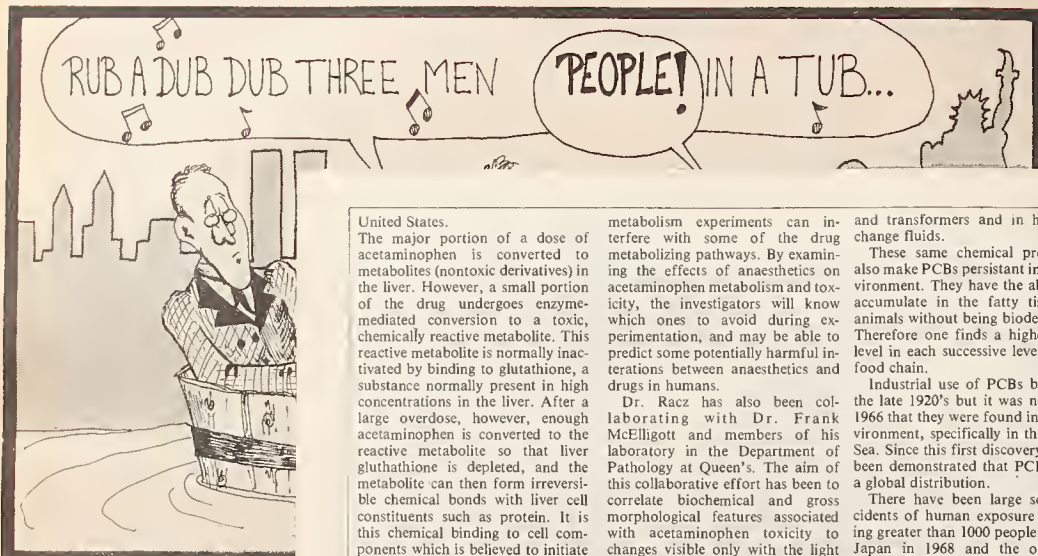 RUB A DUB DUB THREE MEN PEOPLE! IN A TUB...
United States.
The major portion of a dose of
acetaminophen is converted to
metabolites (nontoxic derivatives) in
the liver. However, a small portion
of the drug undergoes enzyme-
mediated conversion to a toxic,
chemically reactive metabolite. This
reactive metabolite is normally inac-
tivated by binding to glutathione, a
substance normally present in high
concentrations in the liver. After a
large overdose, however, enough
acetaminophen is converted to the
reactive metabolite so that liver
gluthathione is depleted, and the
metabolite can then form irreversi-
ble chemical bonds with liver cell
constituents such as protein. It is
this chemical binding to cell com-
ponents which is believed to initiate
metabolism experiments can in-
terfere with some of the drug
metabolizing pathways. By examin-
ing the effects of anaesthetics on
acetaminophen metabolism and tox-
icity, the investigators will know
which ones to avoid during ex-
perimentation, and may be able to
predict some potentially harmful in-
terations between anaesthetics and
drugs in humans.
Dr. Racz has also been col-
laborating with Dr. Frank
McElligott and members of his
laboratory in the Department of
Pathology at Queen's. The aim of
this collaborative effort has been to
correlate biochemical and gross
morphological features associated
with acetaminophen toxicity to
changes visible only with the light
and transformers and in h
change fluids.
These same chemical pr
also make PCBs persistant in
vironment. They have the al
accumulate in the fatty ti
animals without being biode
Therefore one finds a high
level in each successive leve
food chain.
Industrial use of PCBs b
the late 1920's but it was n
1966 that they were found in
vironment, specifically in th
Sea. Since this first discovery
been demonstrated that PC
a global distribution.
There have been large s
cidents of human exposure
ing greater than 1000 people
Japan in 1968 and the o